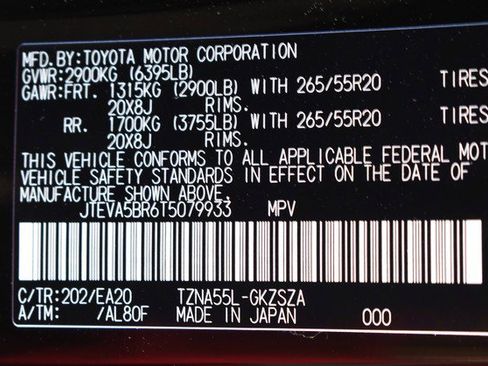 MFD.BY:TOYOTA MOTOR CORPORATION
GVWR:2900KG (6395LB)
GAWR:FRT. 1315KG (2900LB) WITH 265/55R20 TIRES
20X8J RIMS.
RR. 1700KG (3755LB) WITH 265/55R20 TIRES
20X8J RIMS.
THIS VEHICLE CONFORMS TO ALL APPLICABLE FEDERAL MOT
VEHICLE SAFETY STANDARDS IN EFFECT ON THE DATE OF
MANUFACTURE SHOWN ABOVE.
JTEVA5BR6T5079933 MPV
C/TR:202/EA20 TZNA55L-GKZSZA
A/TM: /AL80F MADE IN JAPAN 000